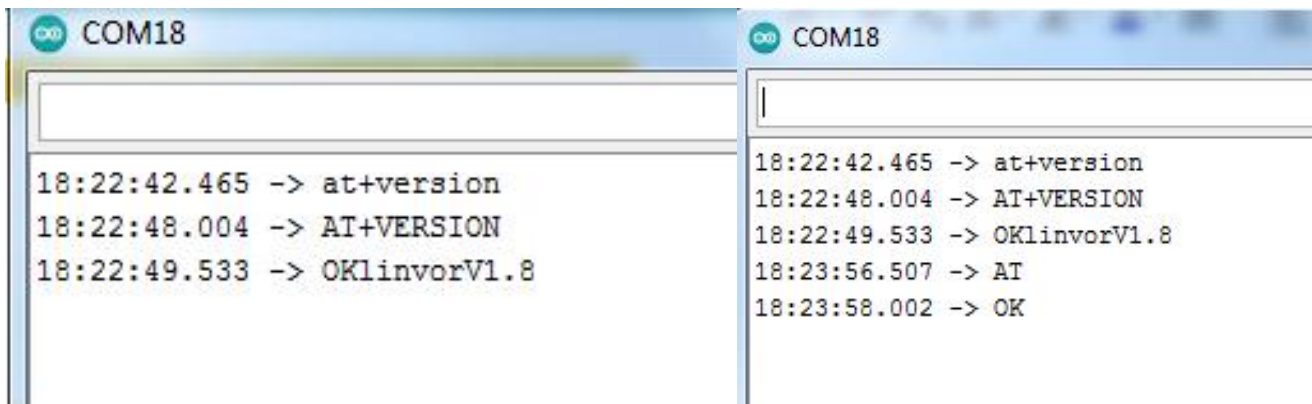 COM18
18:22:42.465 -> at+version
18:22:48.004 -> AT+VERSION
18:22:49.533 -> OKlinvorV1.8
COM18
18:22:42.465 -> at+version
18:22:48.004 -> AT+VERSION
18:22:49.533 -> OKlinvorV1.8
18:23:56.507 -> AT
18:23:58.002 -> OK